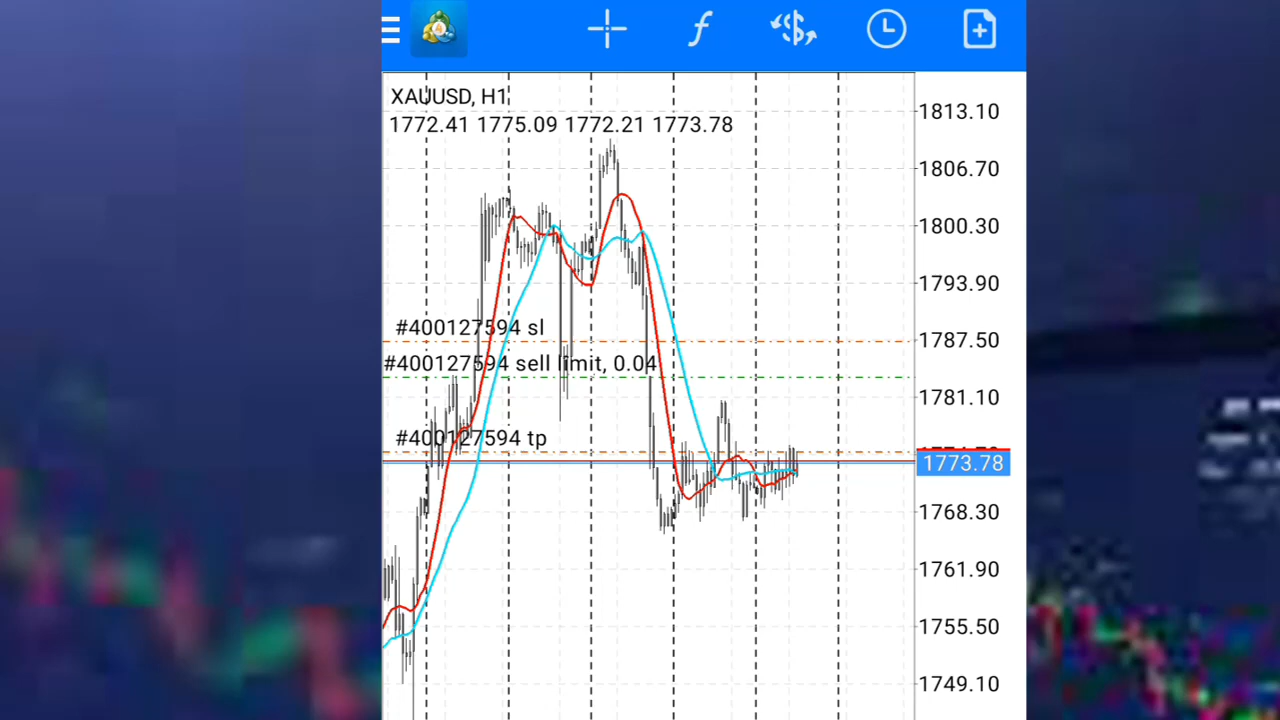 XAUUSD, H1
1772.41 1775.09 1772.21 1773.78
1813.10
1806.70
1800.30
1793.90
#400127594 sl
1787.50
#400127594 sell limit, 0.04
1781.10
#400127594 tp
1773.78
1768.30
1761.90
1755.50
1749.10